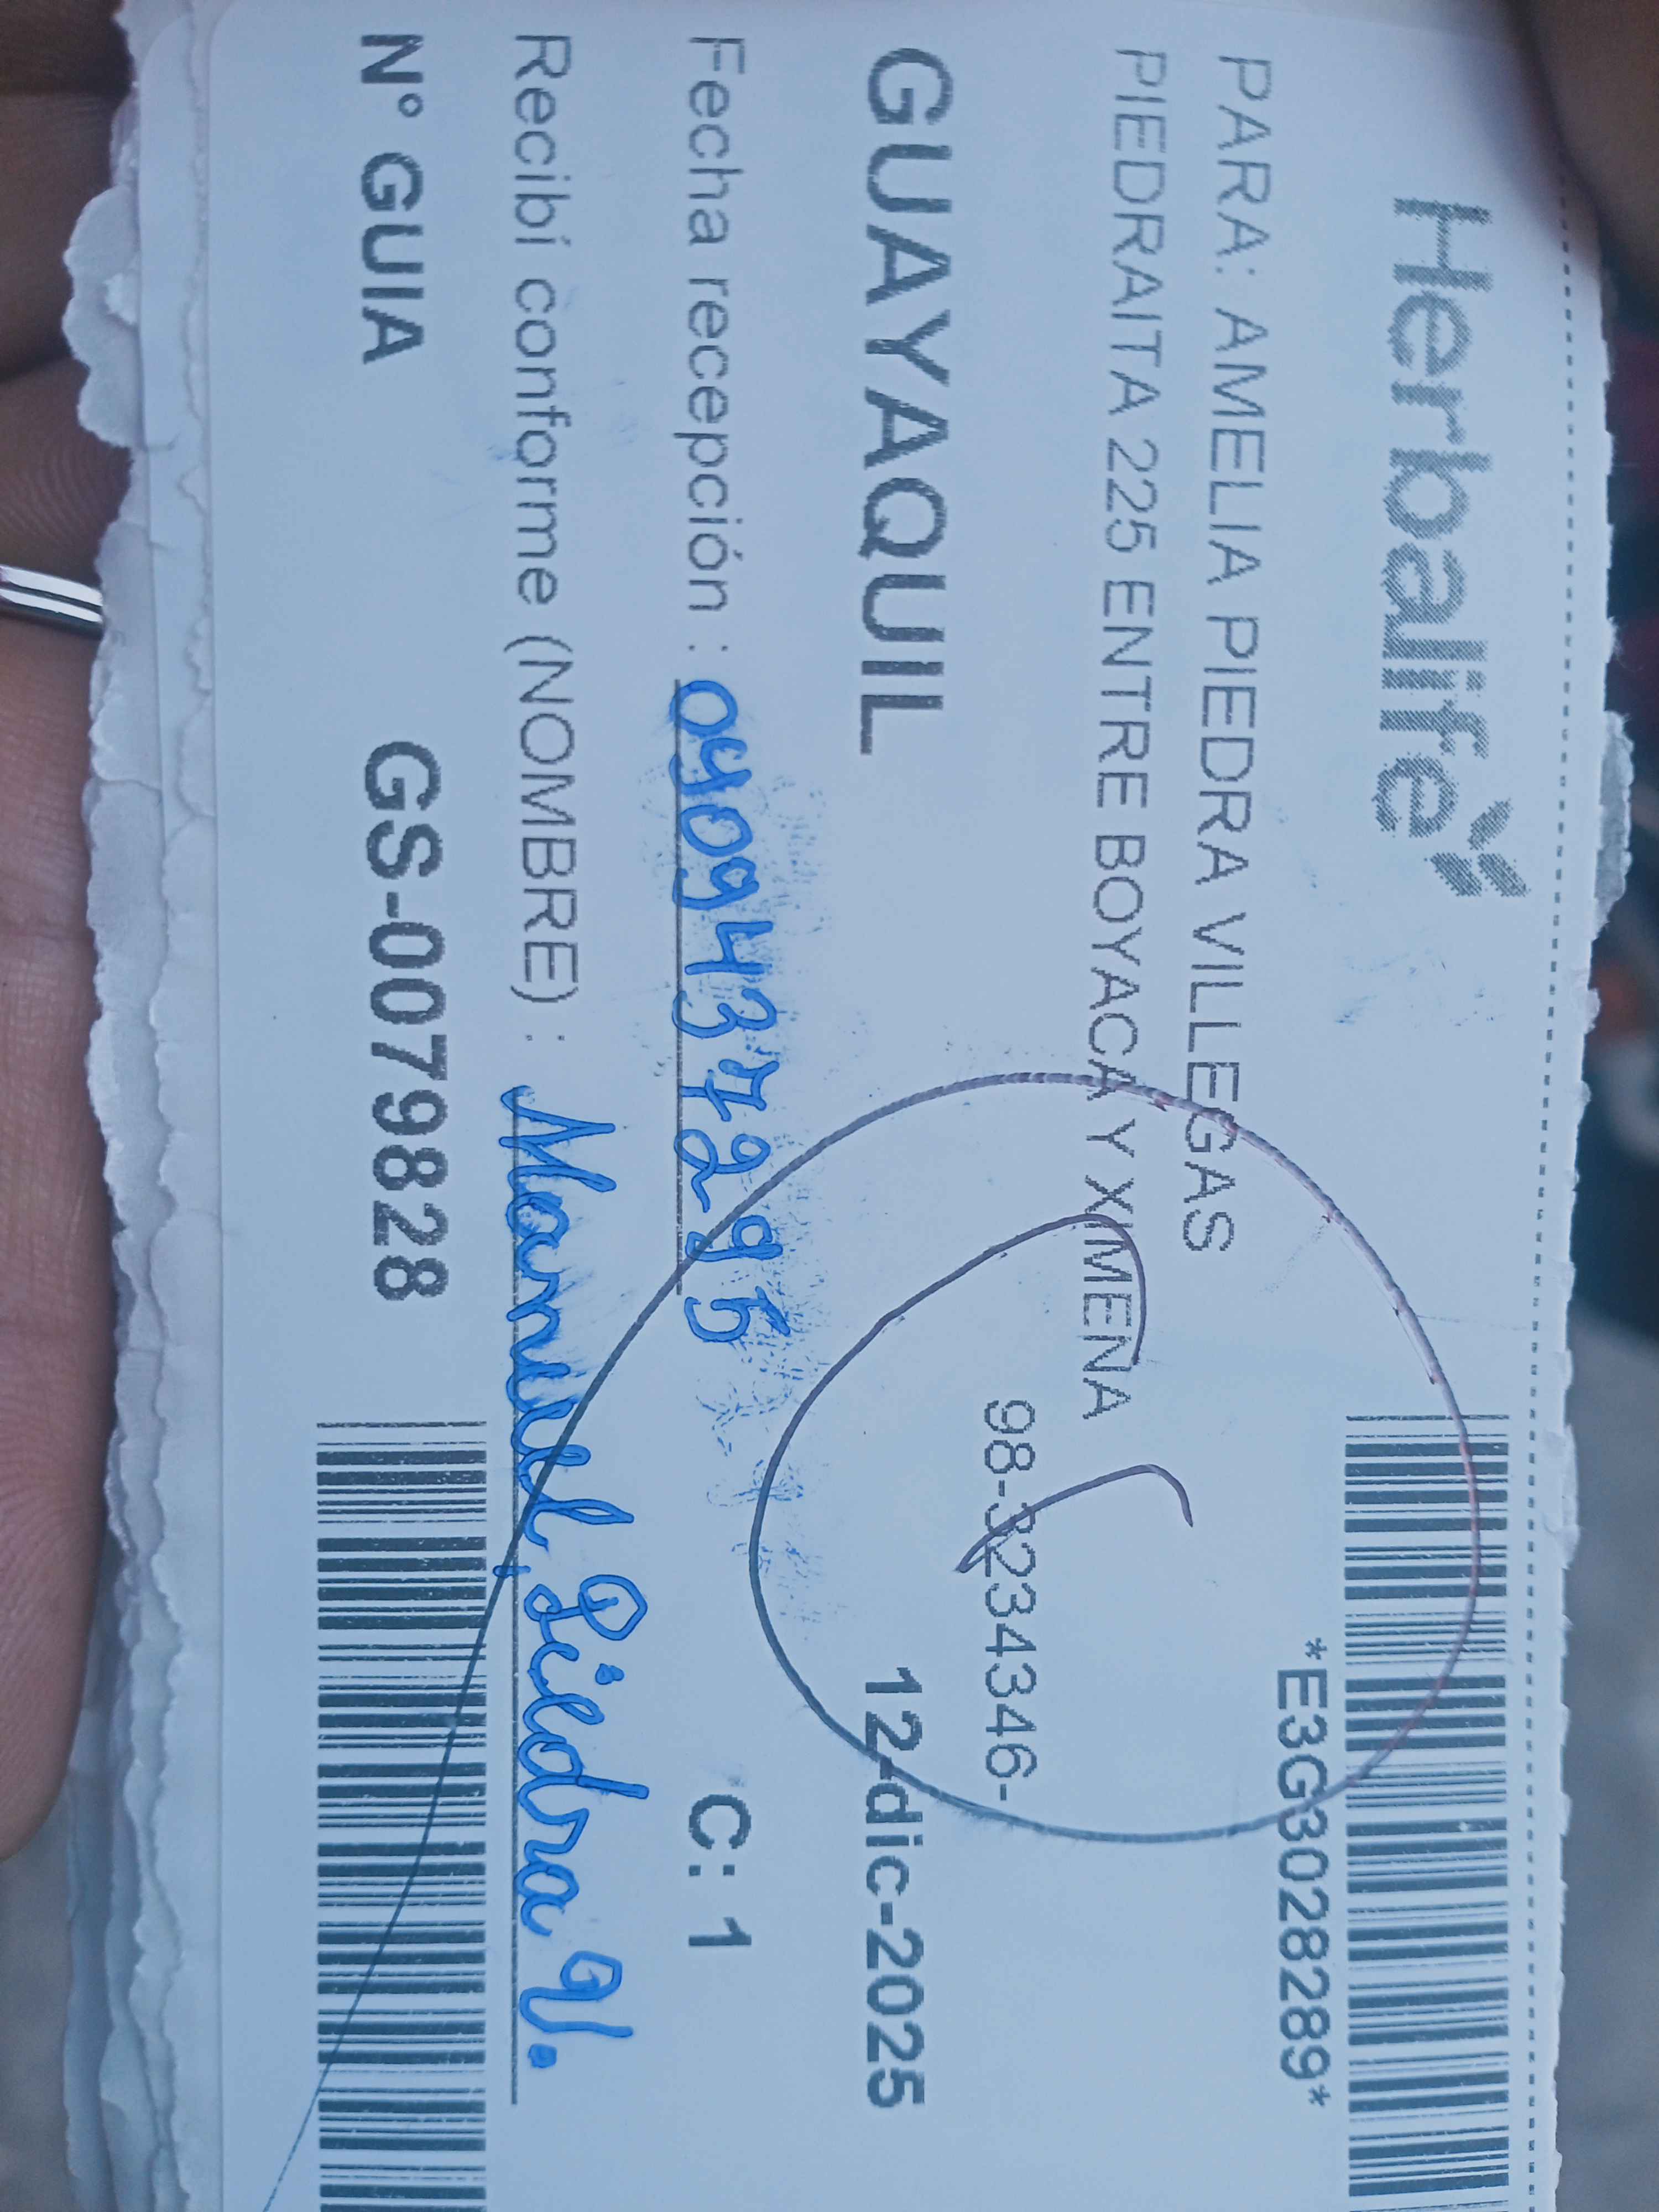 Herbalife
*E3G3028289*
PARA: AMELIA PIEDRA VILLEGAS
PIEDRAITA 225 ENTRE BOYACA Y XIMENA
98-3234346-
GUAYAQUIL 12-dic-2025
Fecha recepción : 0909437295 C: 1
Recibí conforme (NOMBRE) : Manuel Piedra V.
N° GUIA GS-0079828